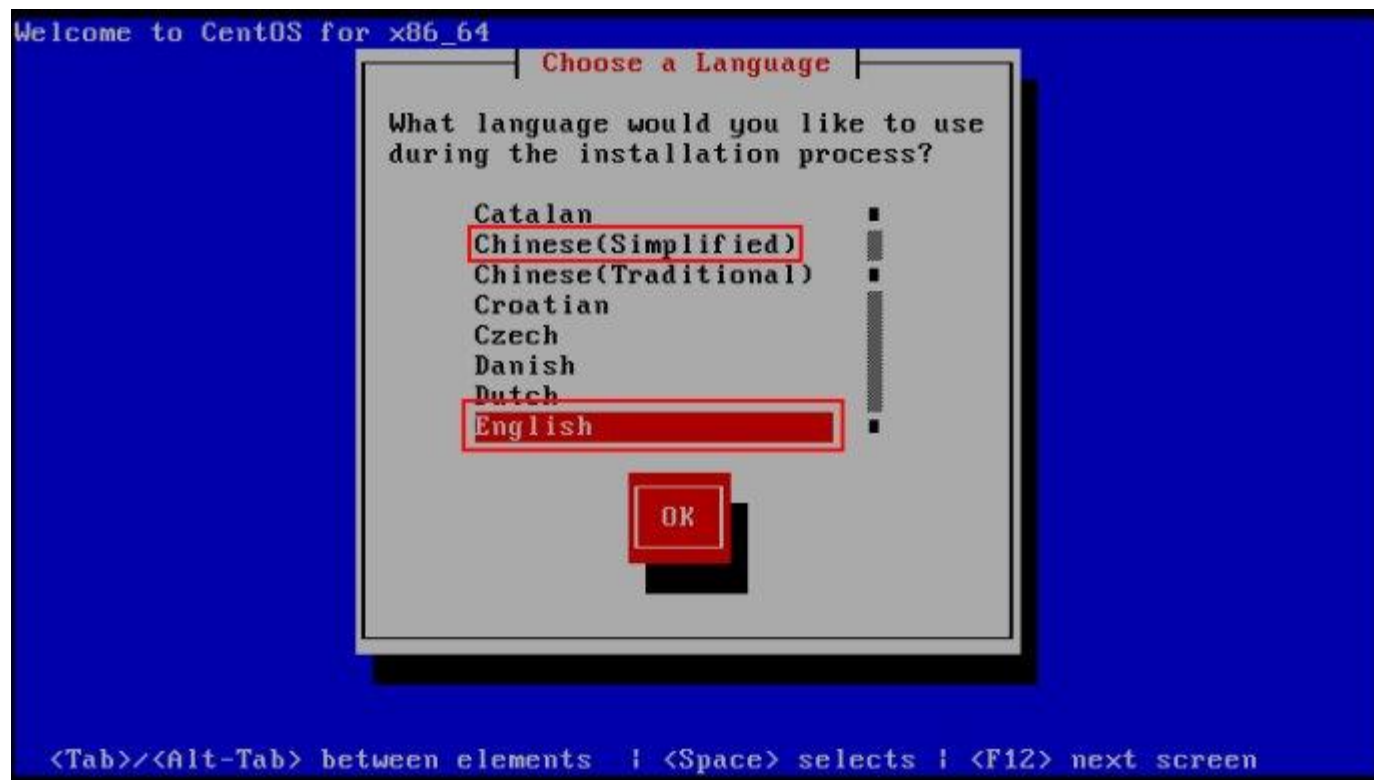 Welcome to CentOS for x86_64
Choose a Language
What language would you like to use
during the installation process?
Catalan
Chinese(Simplified)
Chinese(Traditional)
Croatian
Czech
Danish
Dutch
English
OK
<Tab>/<Alt-Tab> between elements | <Space> selects | <F12> next screen